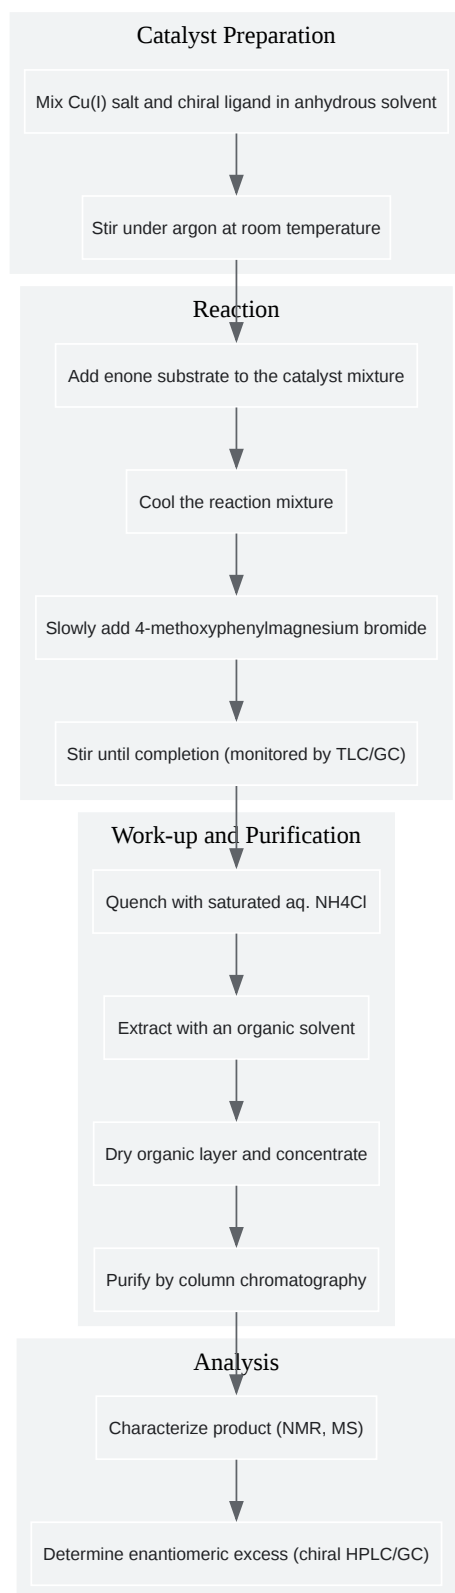 Catalyst Preparation
Mix Cu(I) salt and chiral ligand in anhydrous solvent
Stir under argon at room temperature
Reaction
Add enone substrate to the catalyst mixture
Cool the reaction mixture
Slowly add 4-methoxyphenylmagnesium bromide
Stir until completion (monitored by TLC/GC)
Work-up and Purification
Quench with saturated aq. NH4Cl
Extract with an organic solvent
Dry organic layer and concentrate
Purify by column chromatography
Analysis
Characterize product (NMR, MS)
Determine enantiomeric excess (chiral HPLC/GC)